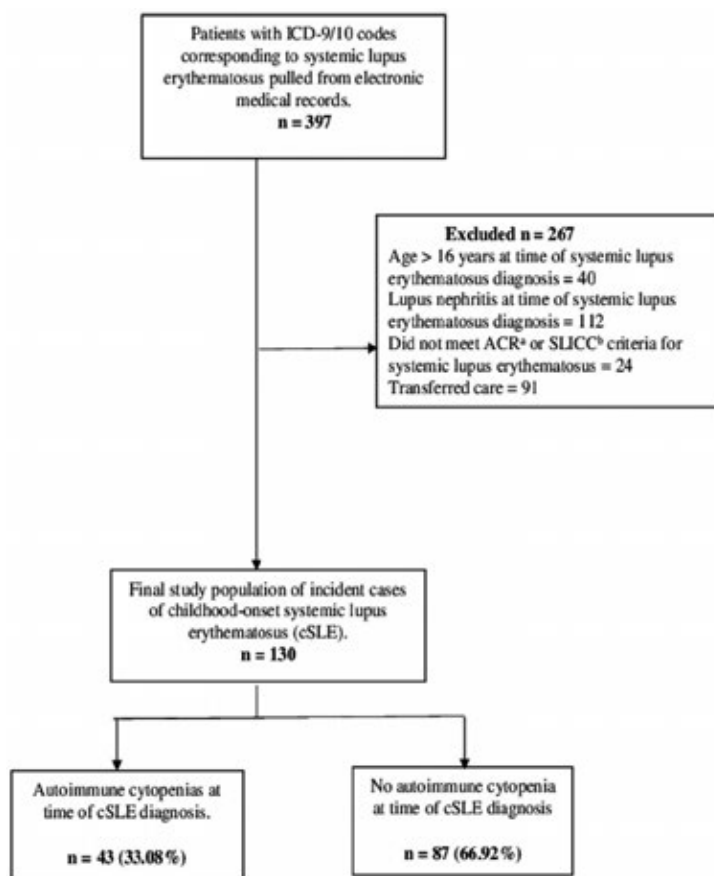 Patients with ICD-9/10 codes
corresponding to systemic lupus
erythematosus pulled from electronic
medical records.
n = 397
Excluded n = 267
Age > 16 years at time of systemic lupus
erythematosus diagnosis = 40
Lupus nephritis at time of systemic lupus
erythematosus diagnosis = 112
Did not meet ACRᵃ or SLICCᵇ criteria for
systemic lupus erythematosus = 24
Transferred care = 91
Final study population of incident cases
of childhood-onset systemic lupus
erythematosus (cSLE).
n = 130
Autoimmune cytopenias at
time of cSLE diagnosis.
n = 43 (33.08%)
No autoimmune cytopenia
at time of cSLE diagnosis
n = 87 (66.92%)